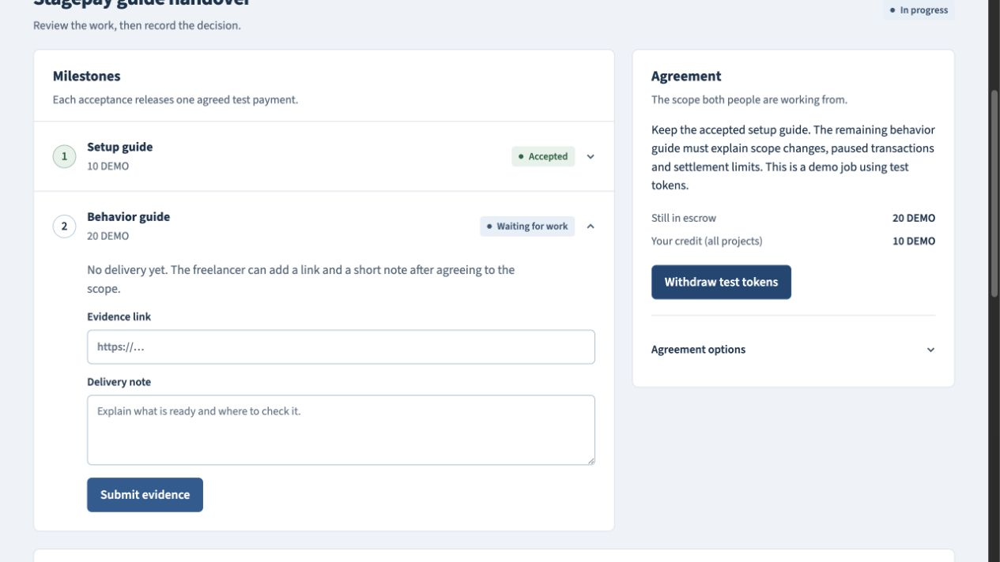 Stagepay guide handover
In progress
Review the work, then record the decision.
Milestones
Each acceptance releases one agreed test payment.
1
Setup guide
10 DEMO
Accepted
2
Behavior guide
20 DEMO
Waiting for work
No delivery yet. The freelancer can add a link and a short note after agreeing to the
scope.
Evidence link
https://…
Delivery note
Explain what is ready and where to check it.
Submit evidence
Agreement
The scope both people are working from.
Keep the accepted setup guide. The remaining behavior
guide must explain scope changes, paused transactions
and settlement limits. This is a demo job using test
tokens.
Still in escrow 20 DEMO
Your credit (all projects) 10 DEMO
Withdraw test tokens
Agreement options